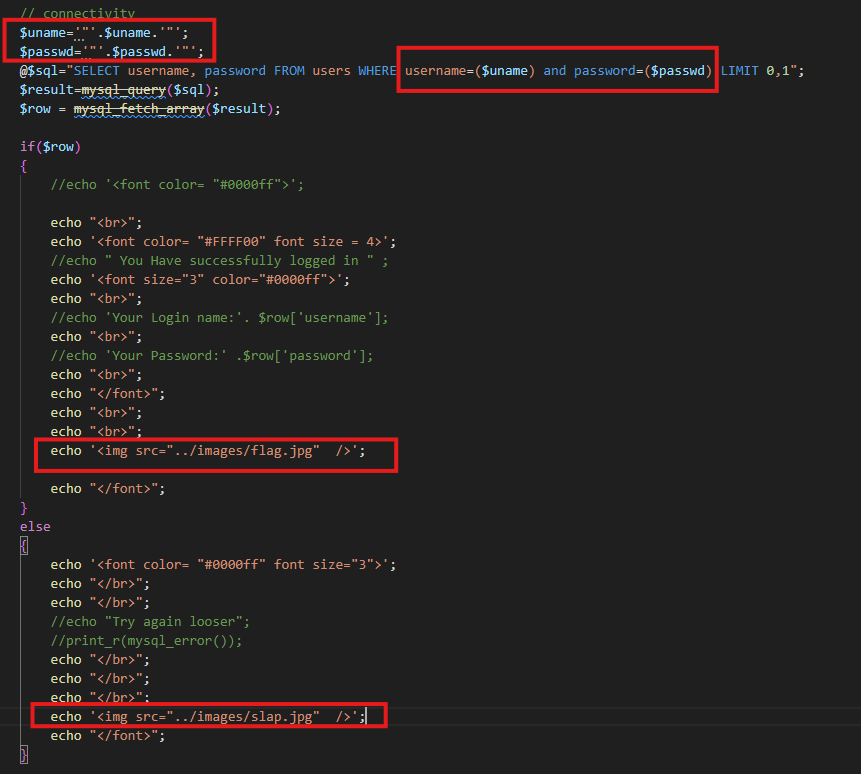 // connectivity
$uname='"'.$uname.'"';
$passwd='"'.$passwd.'"';
@$sql="SELECT username, password FROM users WHERE username=($uname) and password=($passwd) LIMIT 0,1";
$result=mysql_query($sql);
$row = mysql_fetch_array($result);
if($row)
{
//echo '<font color= "#0000ff">';
echo "<br>";
echo '<font color= "#FFFF00" font size = 4>';
//echo " You Have successfully logged in " ;
echo '<font size="3" color="#0000ff">';
echo "<br>";
//echo 'Your Login name:'. $row['username'];
echo "<br>";
//echo 'Your Password:' .$row['password'];
echo "<br>";
echo "</font>";
echo "<br>";
echo "<br>";
echo '<img src="../images/flag.jpg"  />';
echo "</font>";
}
else
{
echo '<font color= "#0000ff" font size="3">';
echo "</br>";
echo "</br>";
//echo "Try again looser";
//print_r(mysql_error());
echo "</br>";
echo "</br>";
echo "</br>";
echo '<img src="../images/slap.jpg"  />';
echo "</font>";
}